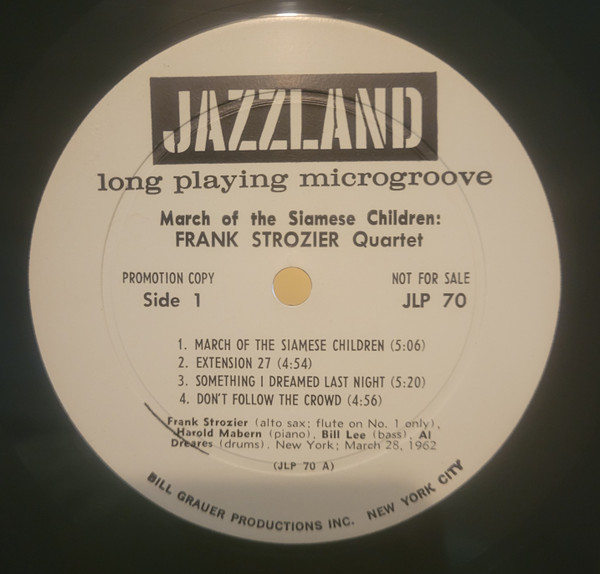 JAZZLAND
long playing microgroove
March of the Siamese Children:
FRANK STROZIER Quartet
PROMOTION COPY NOT FOR SALE
Side 1 JLP 70
1. MARCH OF THE SIAMESE CHILDREN (5:06)
2. EXTENSION 27 (4:54)
3. SOMETHING I DREAMED LAST NIGHT (5:20)
4. DON'T FOLLOW THE CROWD (4:56)
Frank Strozier (alto sax; flute on No. 1 only),
Harold Mabern (piano), Bill Lee (bass), Al
Dreares (drums). New York; March 28, 1962
(JLP 70 A)
BILL GRAUER PRODUCTIONS INC. NEW YORK CITY